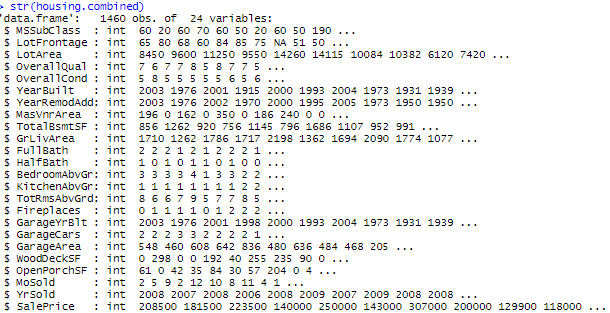 > str(housing.combined)
'data.frame':   1460 obs. of  24 variables:
 $ MSSubClass  : int  60 20 60 70 60 50 20 60 50 190 ...
 $ LotFrontage : int  65 80 68 60 84 85 75 NA 51 50 ...
 $ LotArea     : int  8450 9600 11250 9550 14260 14115 10084 10382 6120 7420 ...
 $ OverallQual : int  7 6 7 7 8 5 8 7 7 5 ...
 $ OverallCond : int  5 8 5 5 5 5 5 6 5 6 ...
 $ YearBuilt   : int  2003 1976 2001 1915 2000 1993 2004 1973 1931 1939 ...
 $ YearRemodAdd: int  2003 1976 2002 1970 2000 1995 2005 1973 1950 1950 ...
 $ MasVnrArea  : int  196 0 162 0 350 0 186 240 0 0 ...
 $ TotalBsmtSF : int  856 1262 920 756 1145 796 1686 1107 952 991 ...
 $ GrLivArea   : int  1710 1262 1786 1717 2198 1362 1694 2090 1774 1077 ...
 $ FullBath    : int  2 2 2 1 2 1 2 2 2 1 ...
 $ HalfBath    : int  1 0 1 0 1 1 0 1 0 0 ...
 $ BedroomAbvGr: int  3 3 3 3 4 1 3 3 2 2 ...
 $ KitchenAbvGr: int  1 1 1 1 1 1 1 1 2 2 ...
 $ TotRmsAbvGrd: int  8 6 6 7 9 5 7 7 8 5 ...
 $ Fireplaces  : int  0 1 1 1 1 0 1 2 2 2 ...
 $ GarageYrBlt : int  2003 1976 2001 1998 2000 1993 2004 1973 1931 1939 ...
 $ GarageCars  : int  2 2 2 3 3 2 2 2 2 1 ...
 $ GarageArea  : int  548 460 608 642 836 480 636 484 468 205 ...
 $ WoodDeckSF  : int  0 298 0 0 192 40 255 235 90 0 ...
 $ OpenPorchSF : int  61 0 42 35 84 30 57 204 0 4 ...
 $ MoSold      : int  2 5 9 2 12 10 8 11 4 1 ...
 $ YrSold      : int  2008 2007 2008 2006 2008 2009 2007 2009 2008 2008 ...
 $ SalePrice   : int  208500 181500 223500 140000 250000 143000 307000 200000 129900 118000 ...